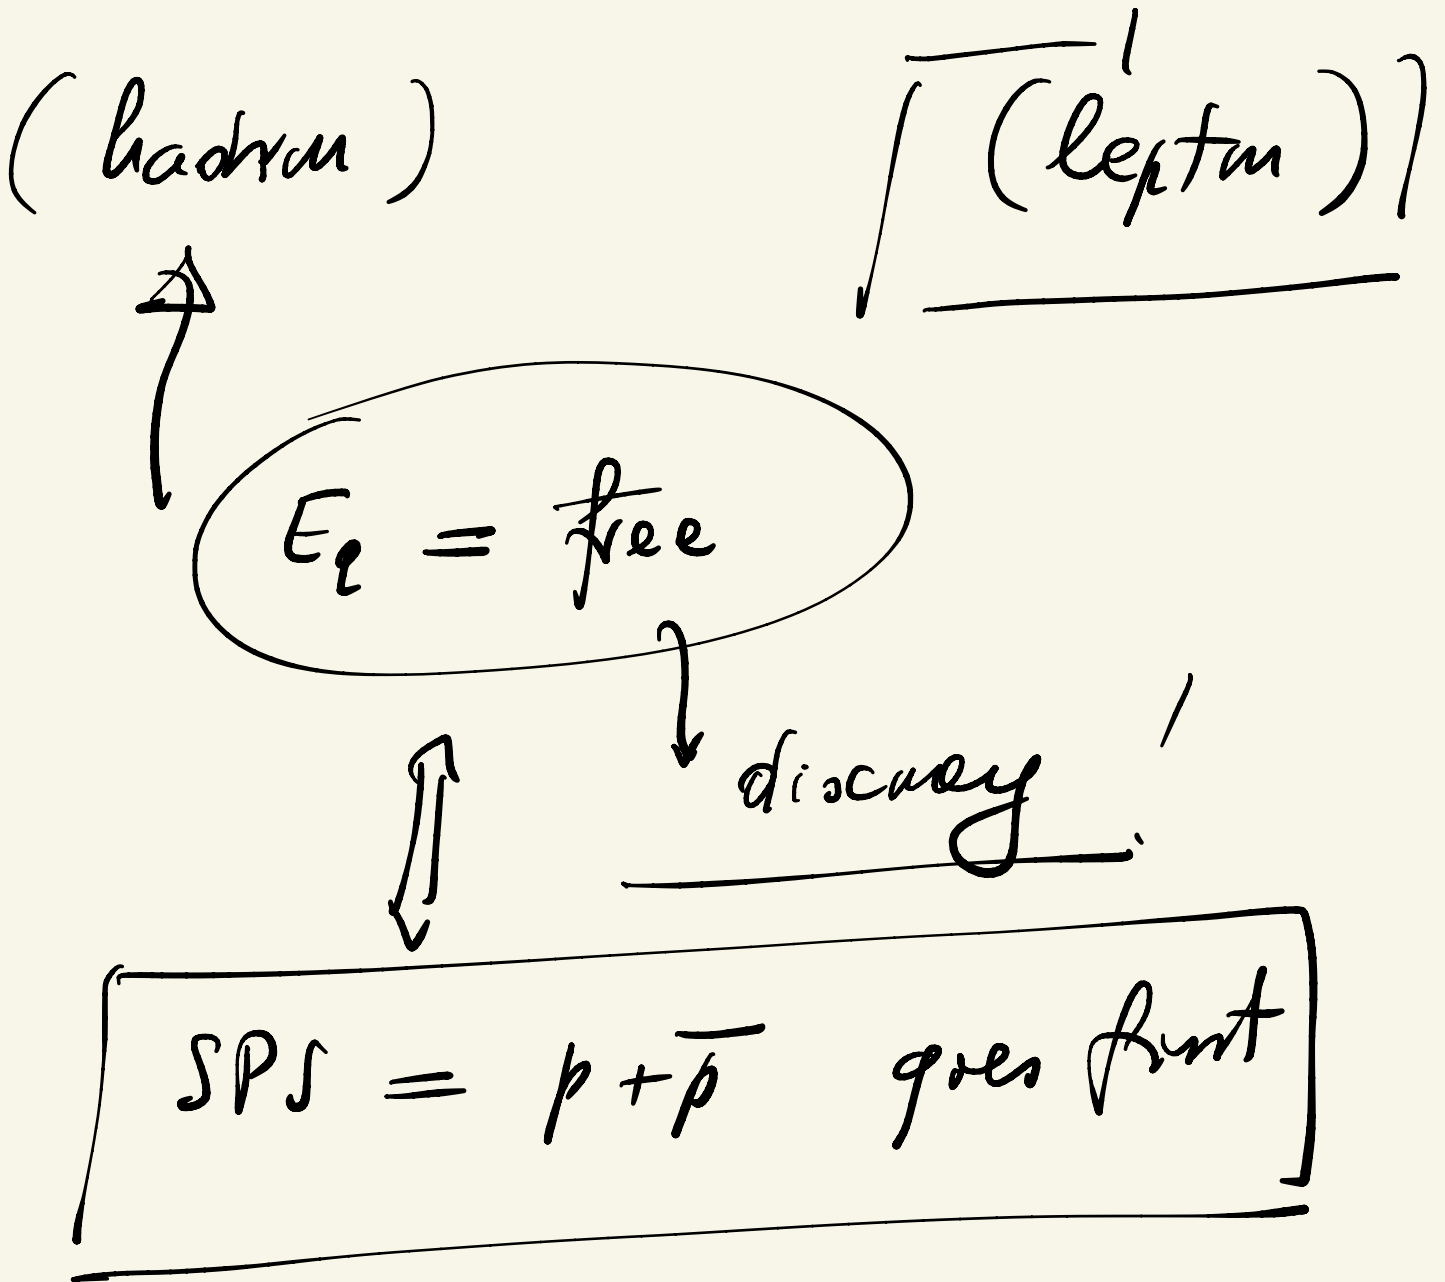 (hadron) (lepton)
E_q = free
discovery!
SPS = p + p̅ goes first